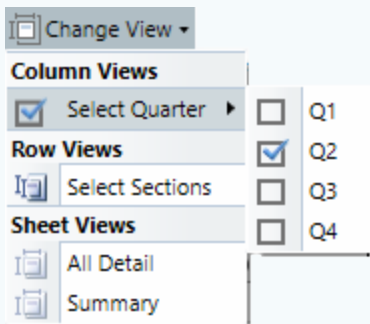 Change View
Column Views
Select Quarter
Q1
Q2
Q3
Q4
Row Views
Select Sections
Sheet Views
All Detail
Summary